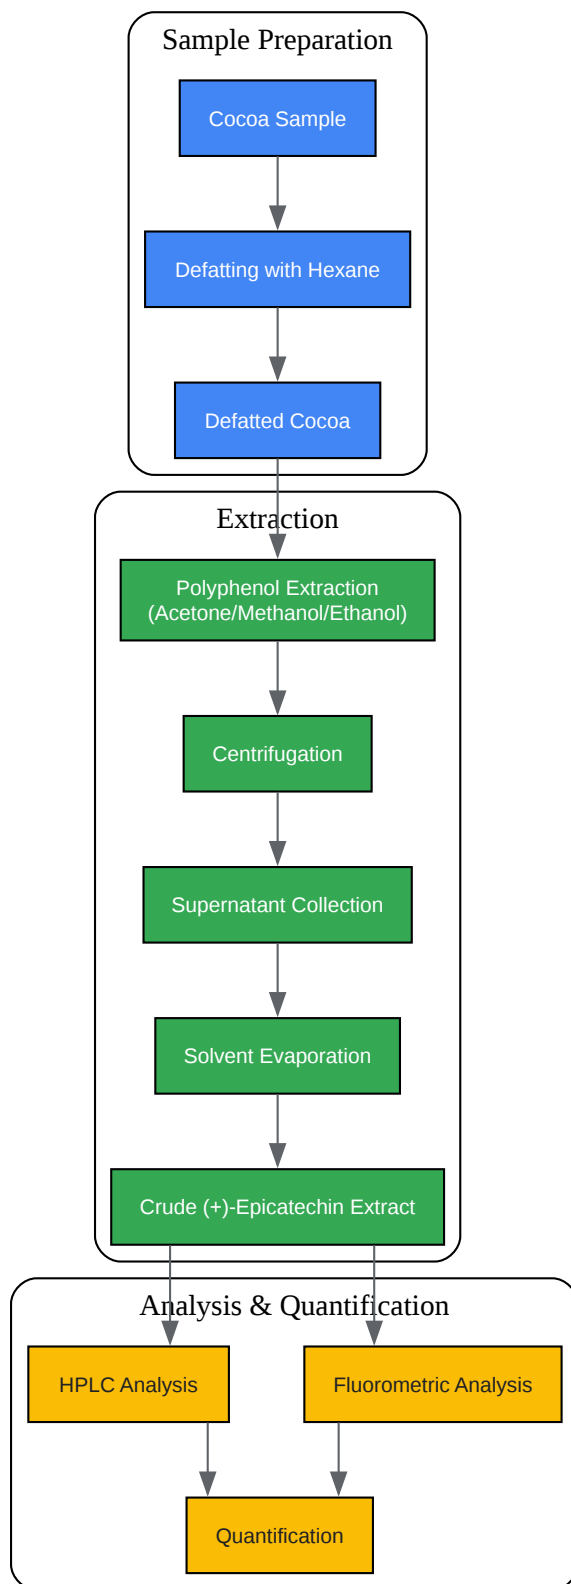 Sample Preparation
Cocoa Sample
Defatting with Hexane
Defatted Cocoa
Extraction
Polyphenol Extraction
(Acetone/Methanol/Ethanol)
Centrifugation
Supernatant Collection
Solvent Evaporation
Crude (+)-Epicatechin Extract
Analysis & Quantification
HPLC Analysis
Fluorometric Analysis
Quantification